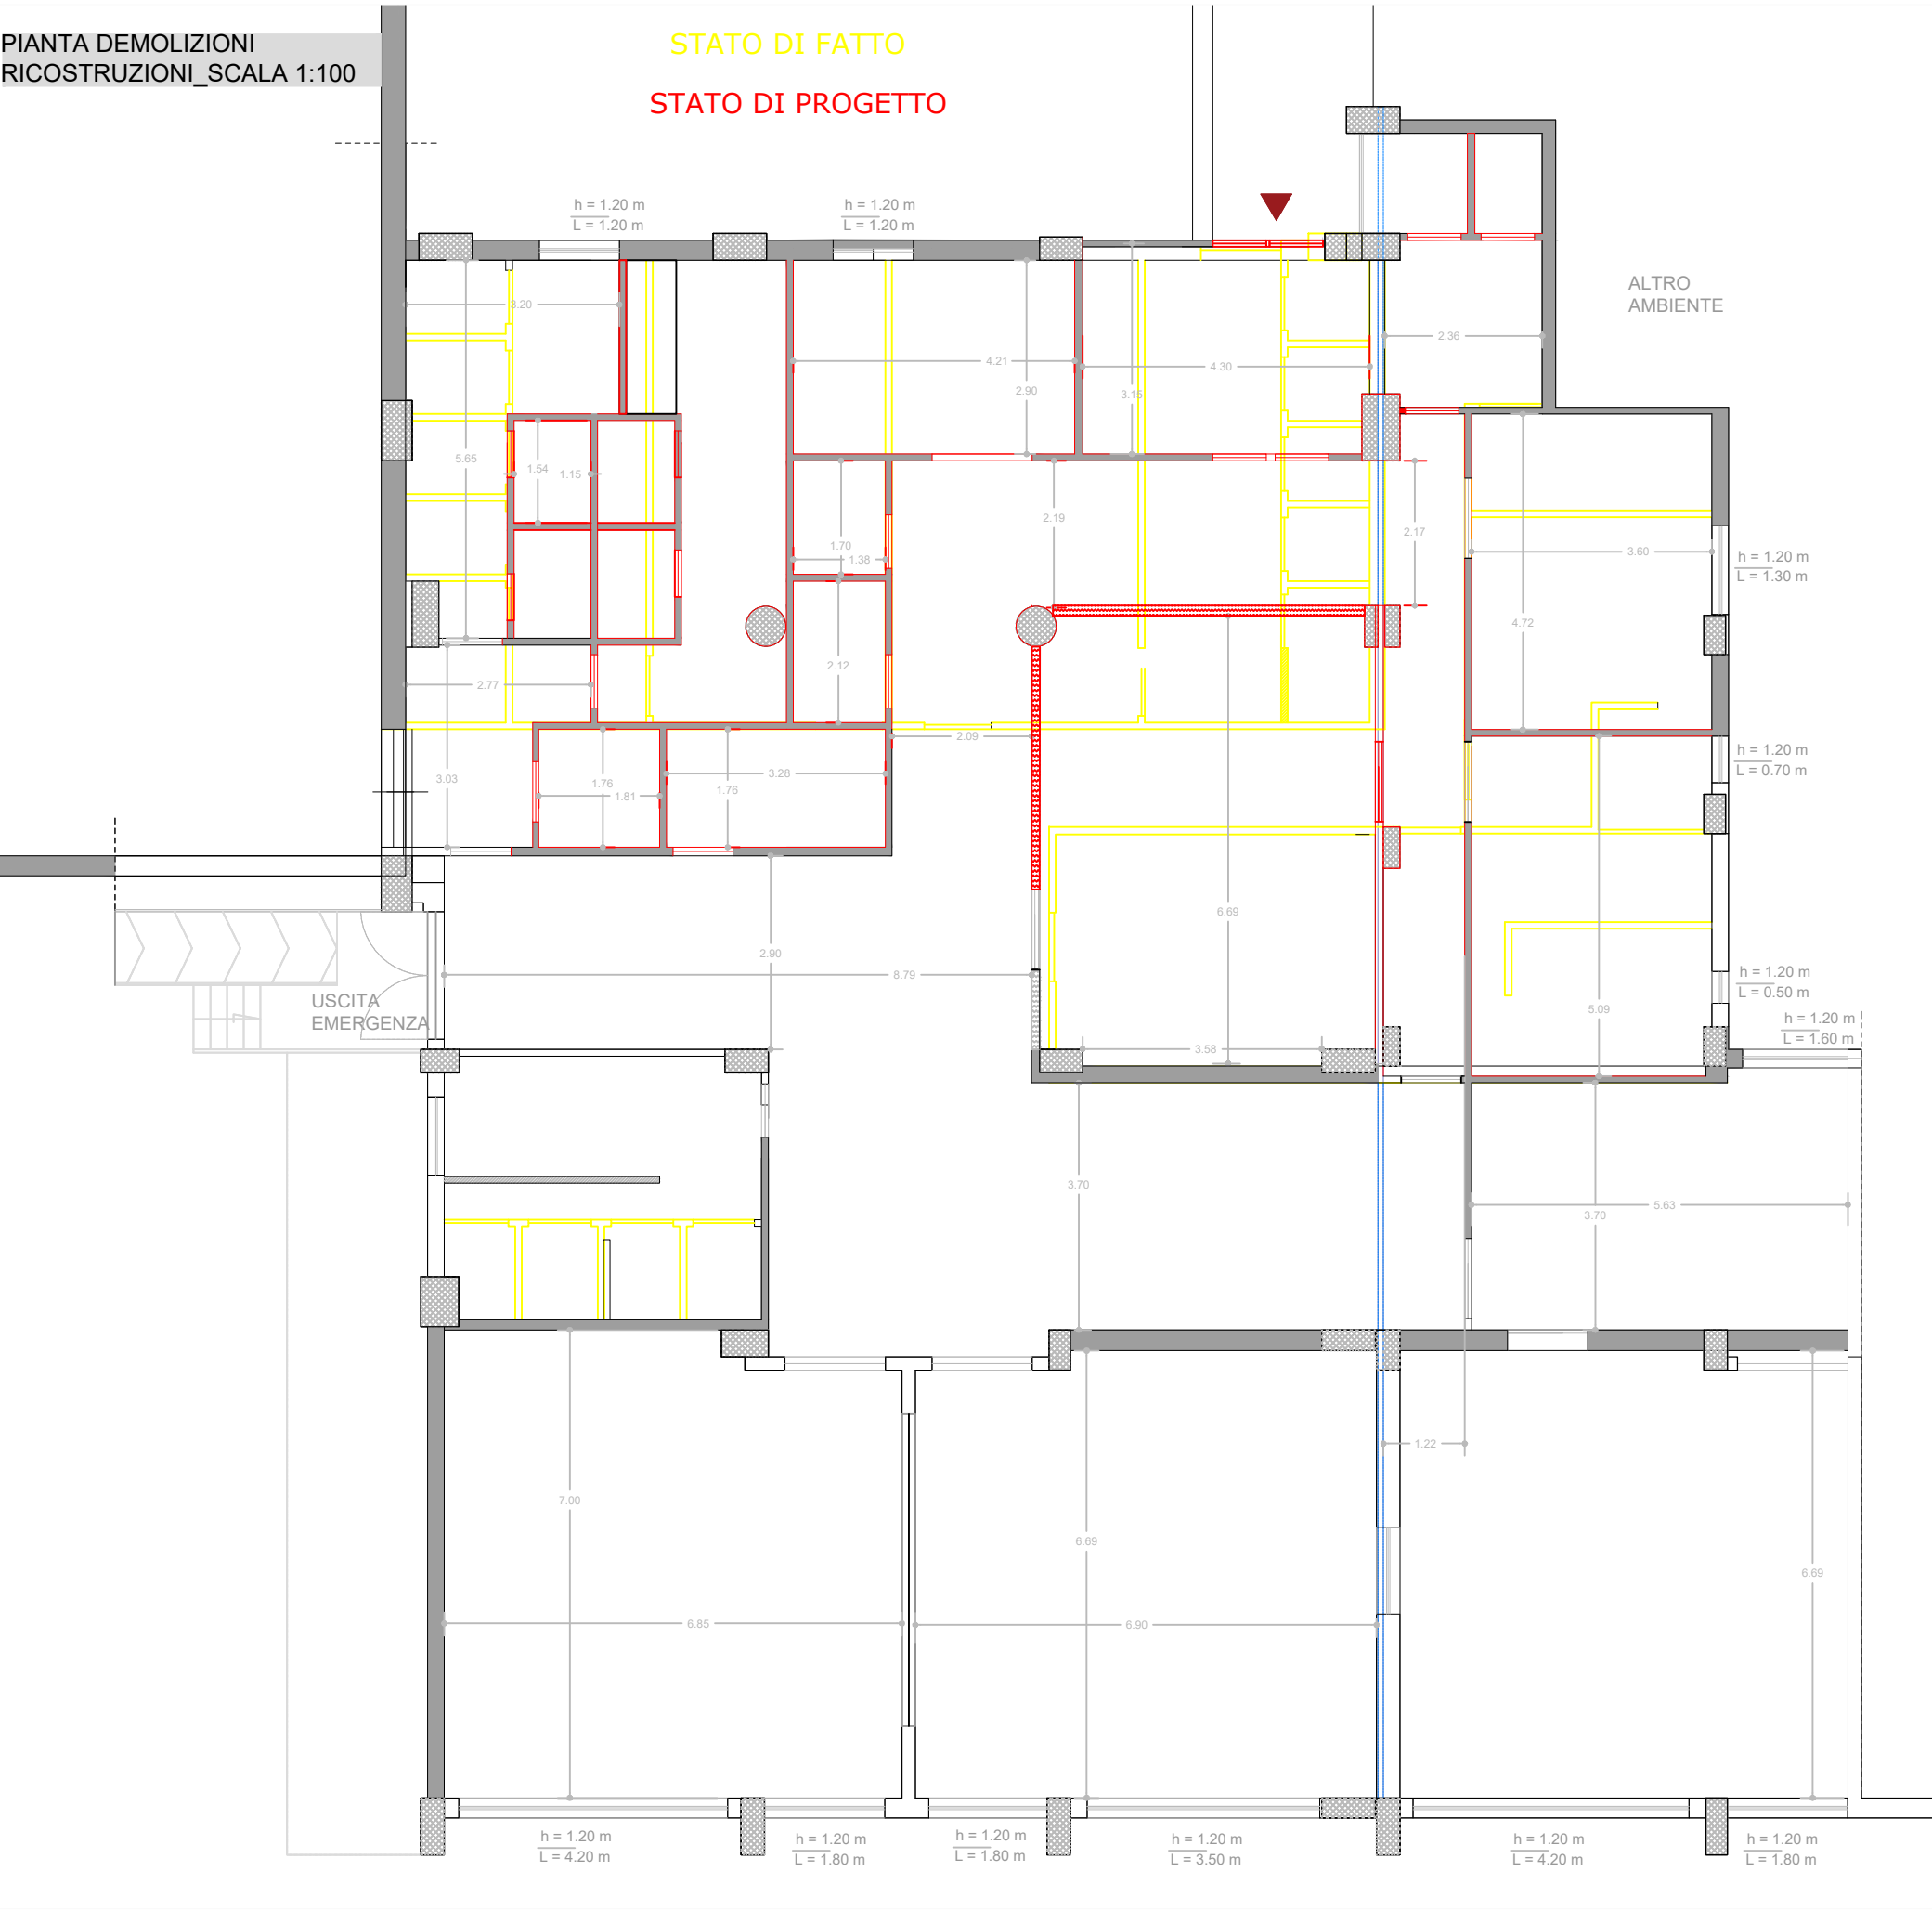 PIANTA DEMOLIZIONI
RICOSTRUZIONI_SCALA 1:100
STATO DI FATTO
STATO DI PROGETTO
h = 1.20 m
L = 1.20 m
h = 1.20 m
L = 1.20 m
ALTRO
AMBIENTE
3.20
4.21
2.90
3.15
4.30
2.36
5.65
1.54
1.15
1.70
1.38
2.19
2.17
3.60
h = 1.20 m
L = 1.30 m
4.72
2.12
2.77
2.09
3.03
1.76
1.81
3.28
1.76
h = 1.20 m
L = 0.70 m
6.69
2.90
8.79
USCITA
EMERGENZA
h = 1.20 m
L = 0.50 m
5.09
h = 1.20 m
L = 1.60 m
3.58
3.70
3.70
5.63
1.22
7.00
6.69
6.69
6.85
6.90
h = 1.20 m
L = 4.20 m
h = 1.20 m
L = 1.80 m
h = 1.20 m
L = 1.80 m
h = 1.20 m
L = 3.50 m
h = 1.20 m
L = 4.20 m
h = 1.20 m
L = 1.80 m